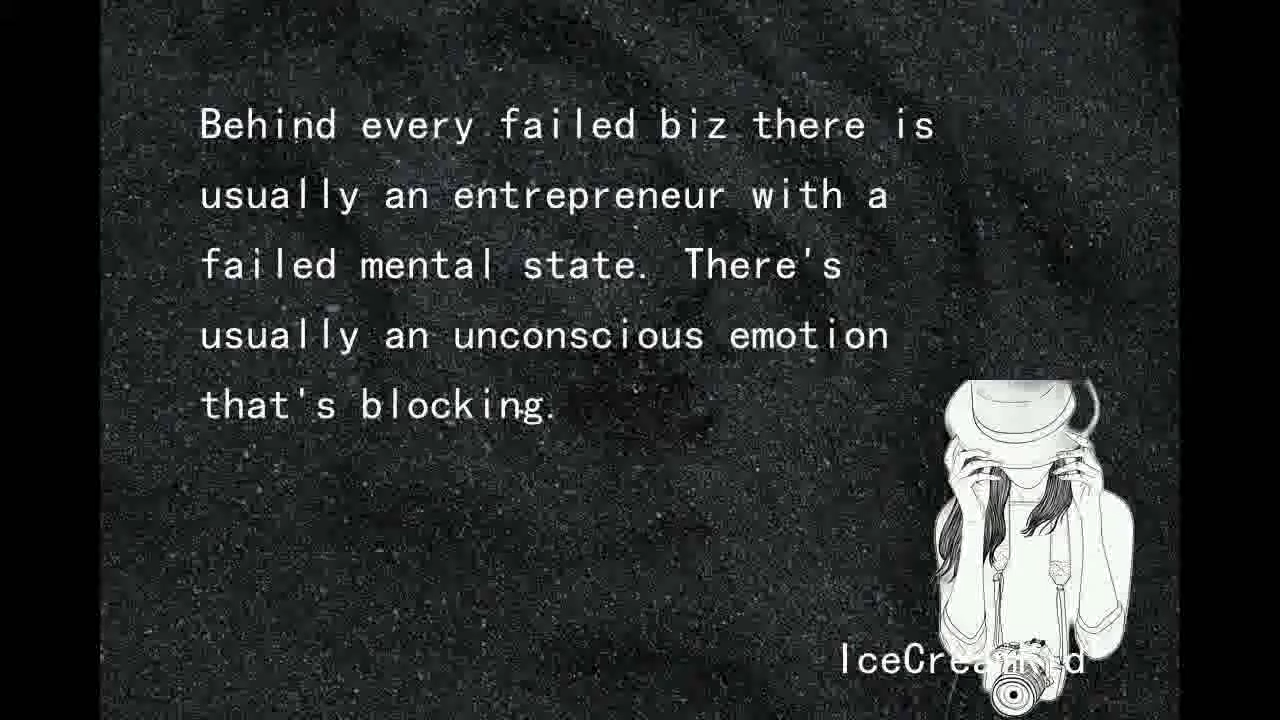 Behind every failed biz there is
usually an entrepreneur with a
failed mental state. There's
usually an unconscious emotion
that's blocking.
IceCreamKid